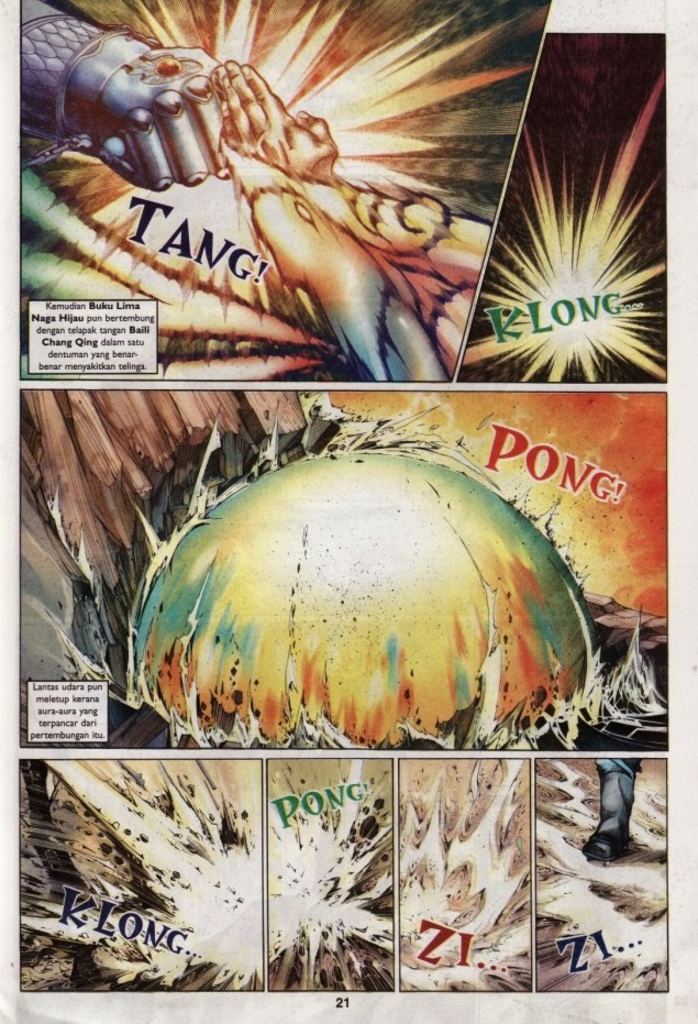 TANG!
Kemudian Buku Lima
Naga Hijau pun bertembung
dengan telapak tangan Baili
Chang Qing dalam satu
dentuman yang benar-
benar menyakitkan telinga.
KLONG...
PONG!
Lantas udara pun
meletup kerana
aura-aura yang
terpancar dari
pertembungan itu.
KLONG...
PONG!
ZI...
ZI...
21